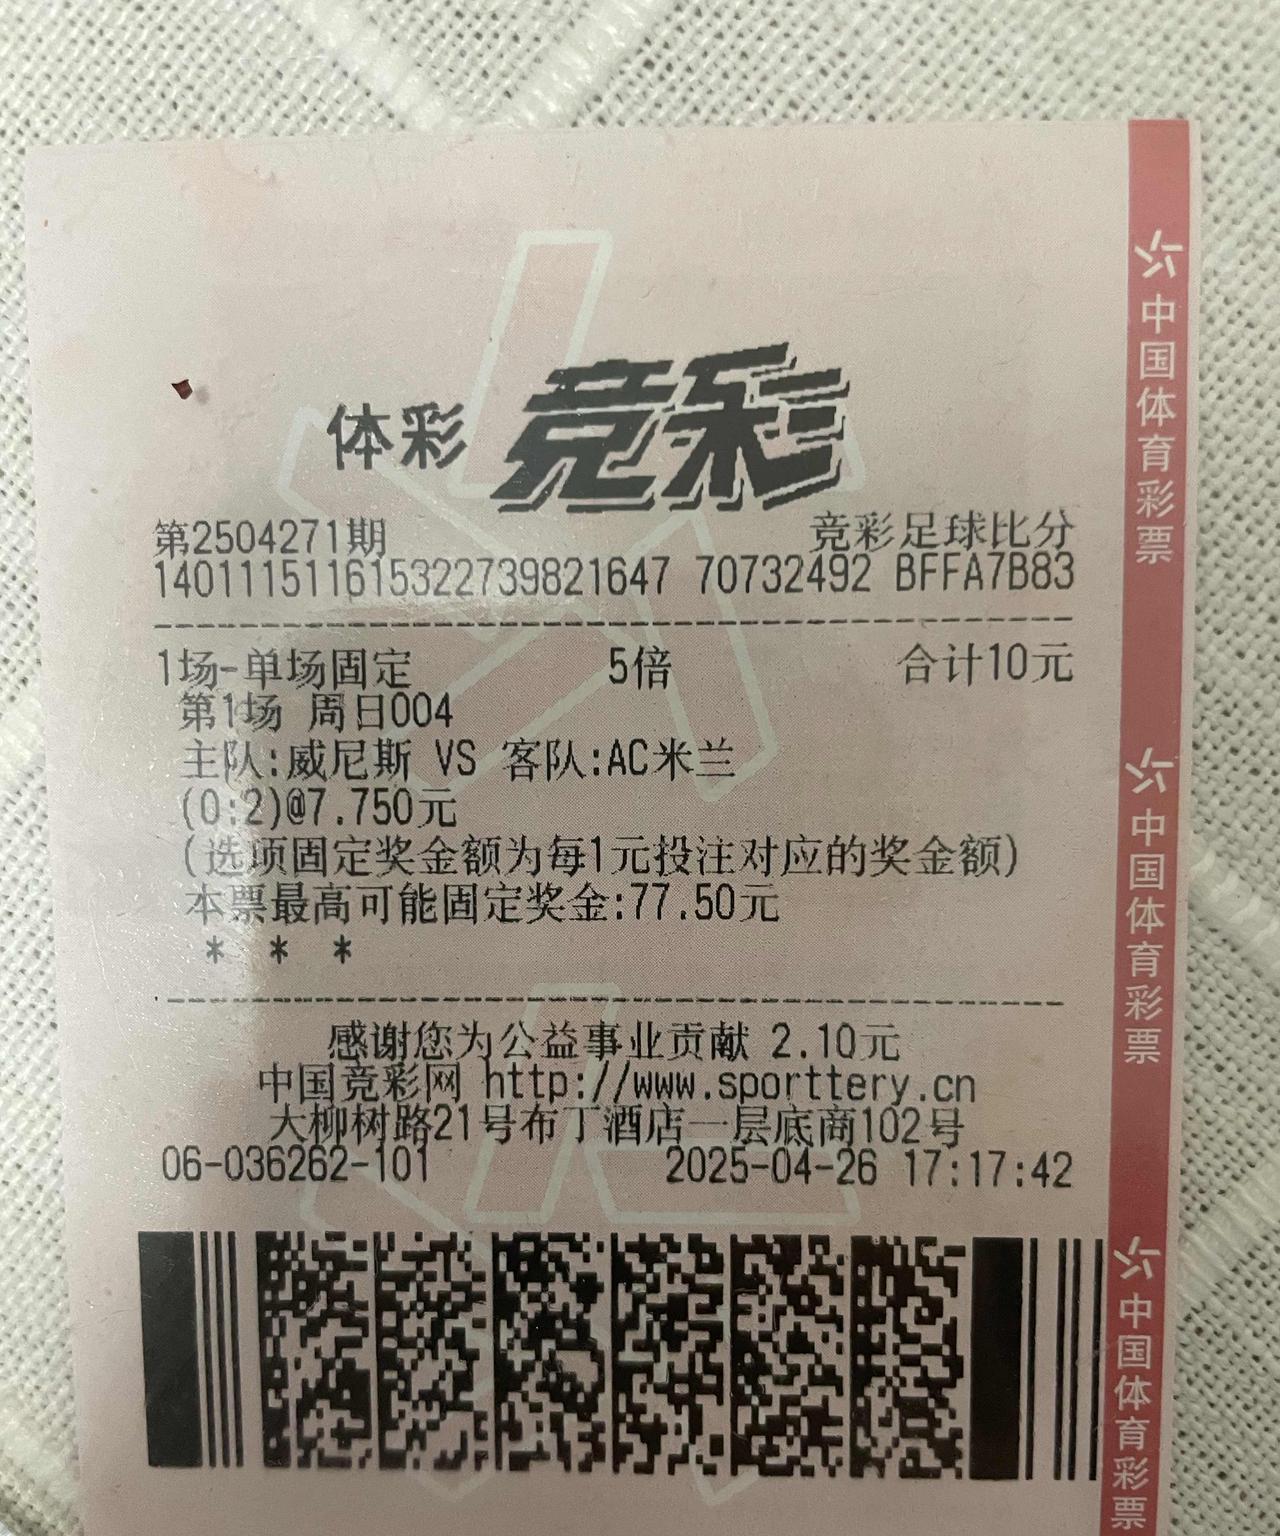 体彩 竞彩
第2504271期 竞彩足球比分
140111511615322739821647 70732492 BFFA7B83
1场-单场固定 5倍 合计10元
第1场 周日004
主队:威尼斯 VS 客队:AC米兰
(0:2)@7.750元
(选项固定奖金额为每1元投注对应的奖金额)
本票最高可能固定奖金:77.50元
* * *
感谢您为公益事业贡献 2.10元
中国竞彩网 http://www.sporttery.cn
大柳树路21号布丁酒店一层底商102号
06-036262-101 2025-04-26 17:17:42
中国体育彩票
中国体育彩票
中国体育彩票